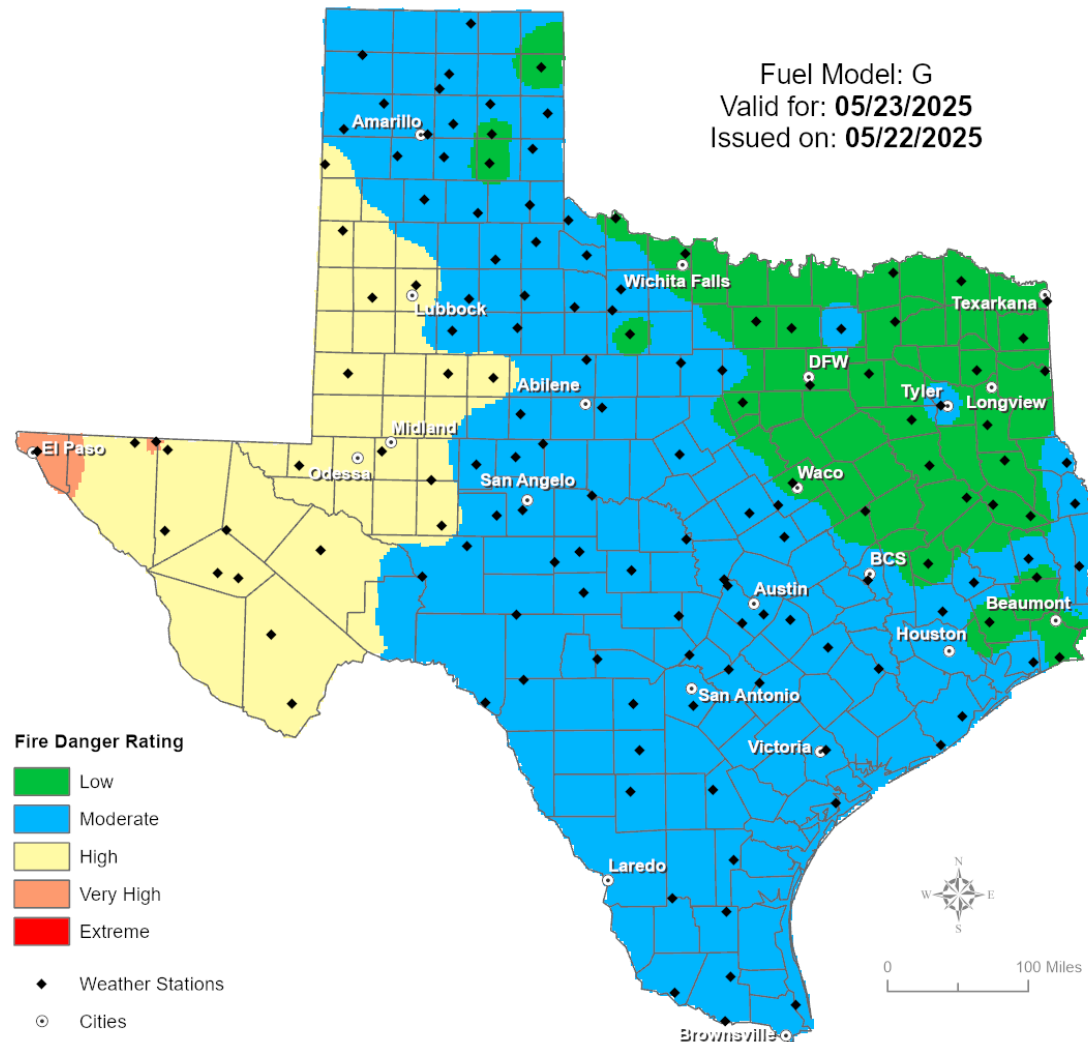 Fuel Model: G
Valid for: 05/23/2025
Issued on: 05/22/2025
Amarillo
Wichita Falls
Lubbock
Texarkana
DFW
Abilene
Tyler
Longview
Midland
El Paso
Odessa
San Angelo
Waco
BCS
Austin
Beaumont
Houston
San Antonio
Victoria
Laredo
Brownsville
Fire Danger Rating
Low
Moderate
High
Very High
Extreme
Weather Stations
Cities
N
W E
S
0 100 Miles